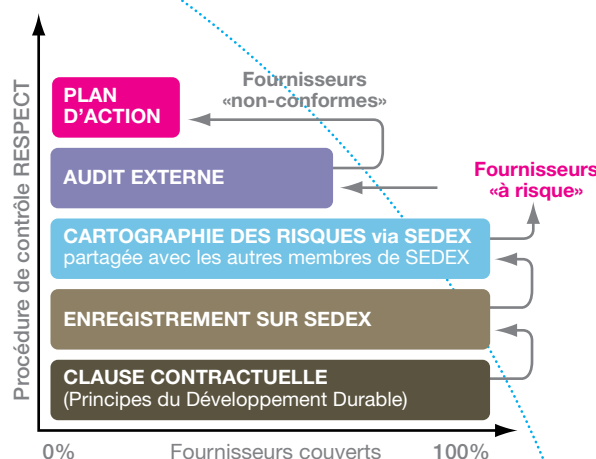 Procédure de contrôle RESPECT
PLAN
D’ACTION
Fournisseurs
«non-conformes»
AUDIT EXTERNE
Fournisseurs
«à risque»
CARTOGRAPHIE DES RISQUES via SEDEX
partagée avec les autres membres de SEDEX
ENREGISTREMENT SUR SEDEX
CLAUSE CONTRACTUELLE
(Principes du Développement Durable)
0%
Fournisseurs couverts
100%